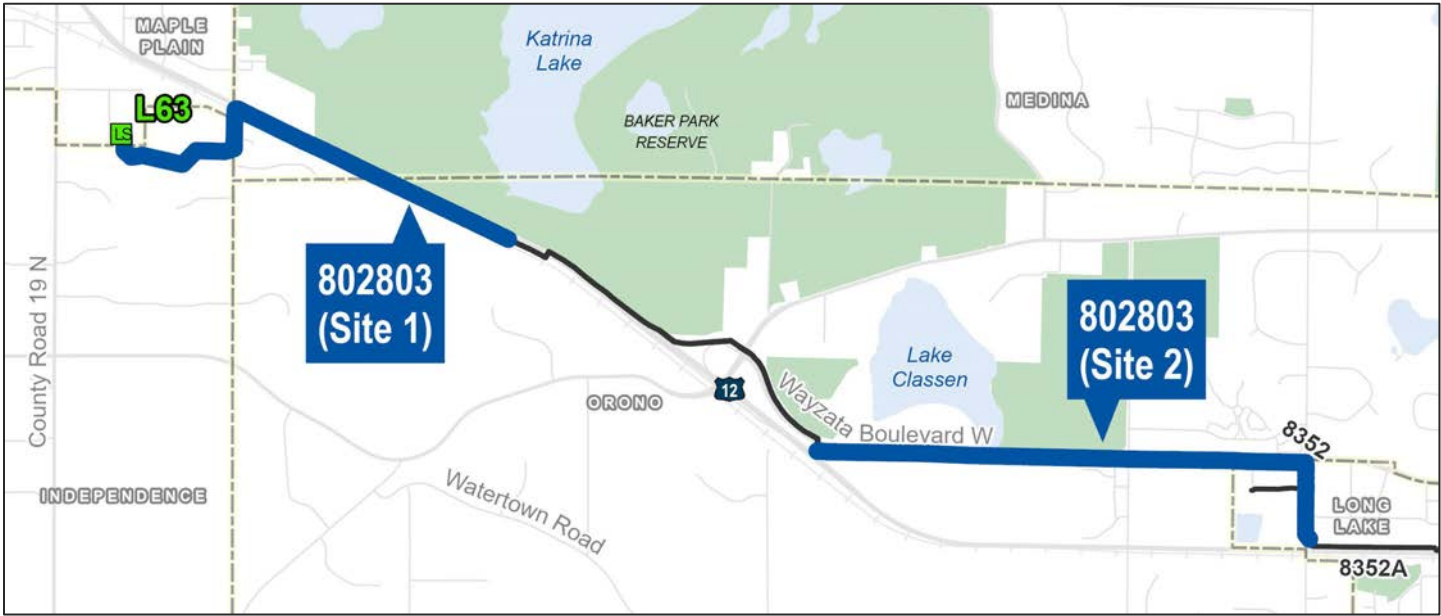 MAPLE
PLAIN
L63
LS
Katrina
Lake
BAKER PARK
RESERVE
MEDINA
802803
(Site 1)
County Road 19 N
ORONO
12
Lake
Classen
802803
(Site 2)
Wayzata Boulevard W
8352
INDEPENDENCE
Watertown Road
LONG
LAKE
8352A